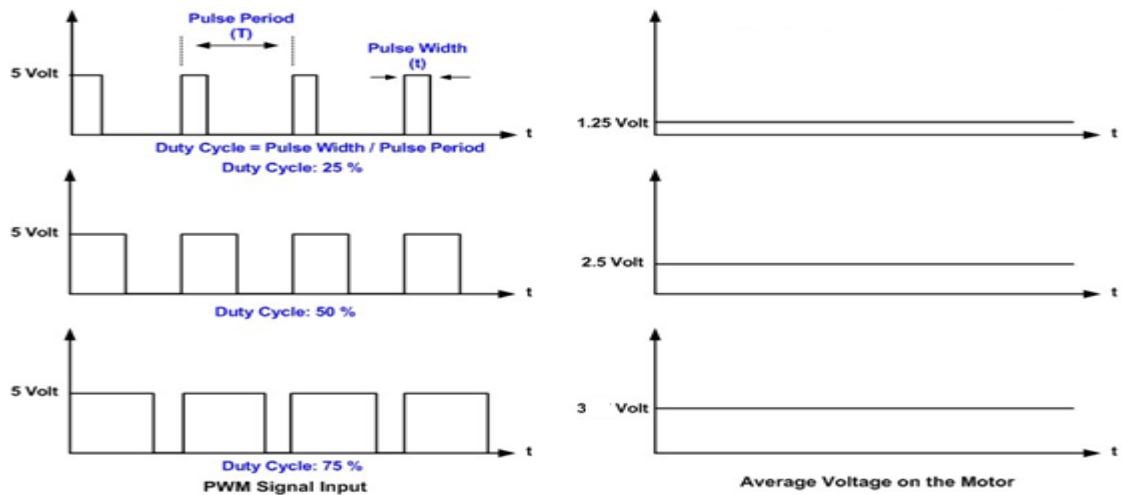 Pulse Period
(T)
Pulse Width
(t)
5 Volt
t
Duty Cycle = Pulse Width / Pulse Period
Duty Cycle: 25 %
1.25 Volt
t
5 Volt
t
Duty Cycle: 50 %
2.5 Volt
t
5 Volt
t
Duty Cycle: 75 %
PWM Signal Input
3 Volt
t
Average Voltage on the Motor